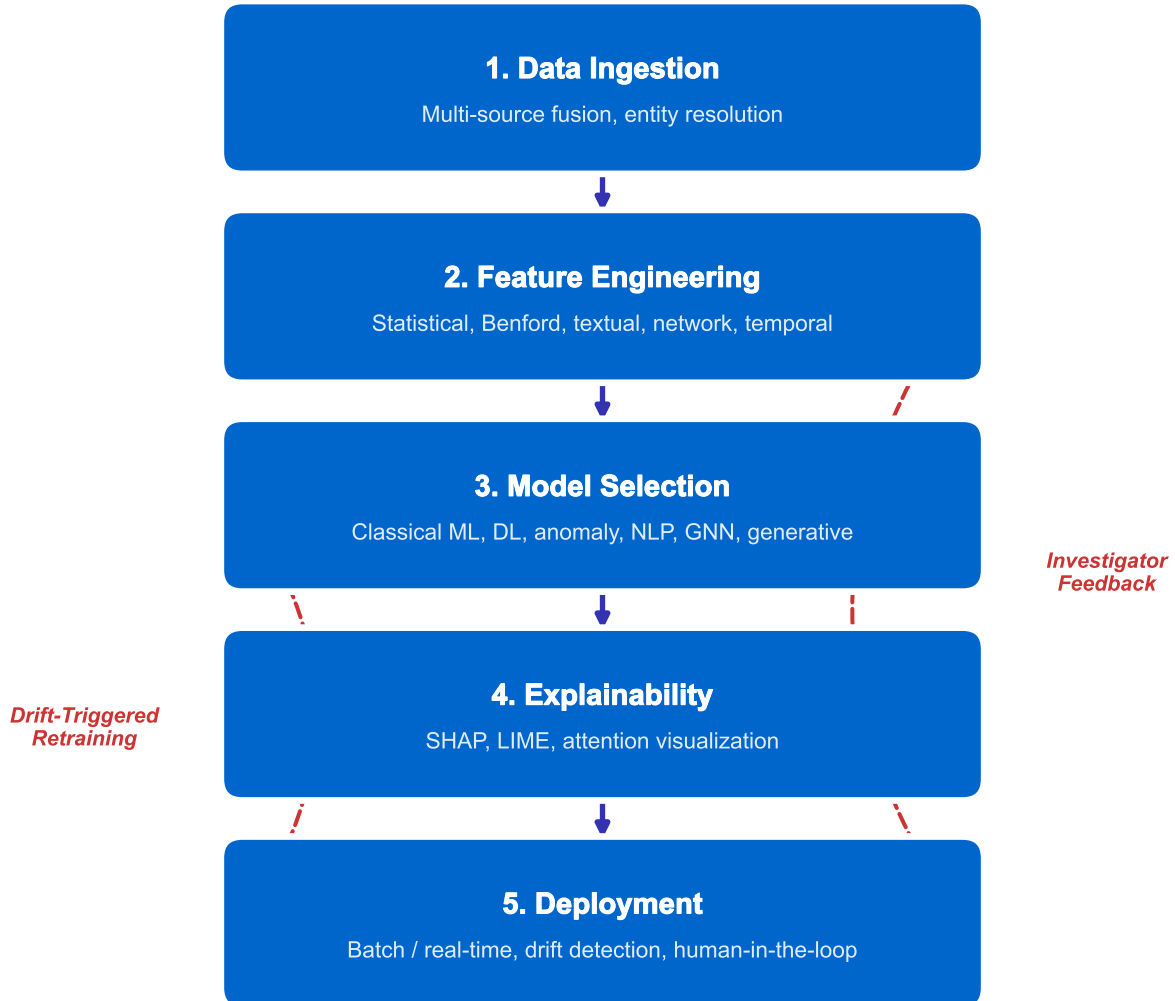 1. Data Ingestion
Multi-source fusion, entity resolution
2. Feature Engineering
Statistical, Benford, textual, network, temporal
3. Model Selection
Classical ML, DL, anomaly, NLP, GNN, generative
Investigator
Feedback
4. Explainability
SHAP, LIME, attention visualization
Drift-Triggered
Retraining
5. Deployment
Batch / real-time, drift detection, human-in-the-loop